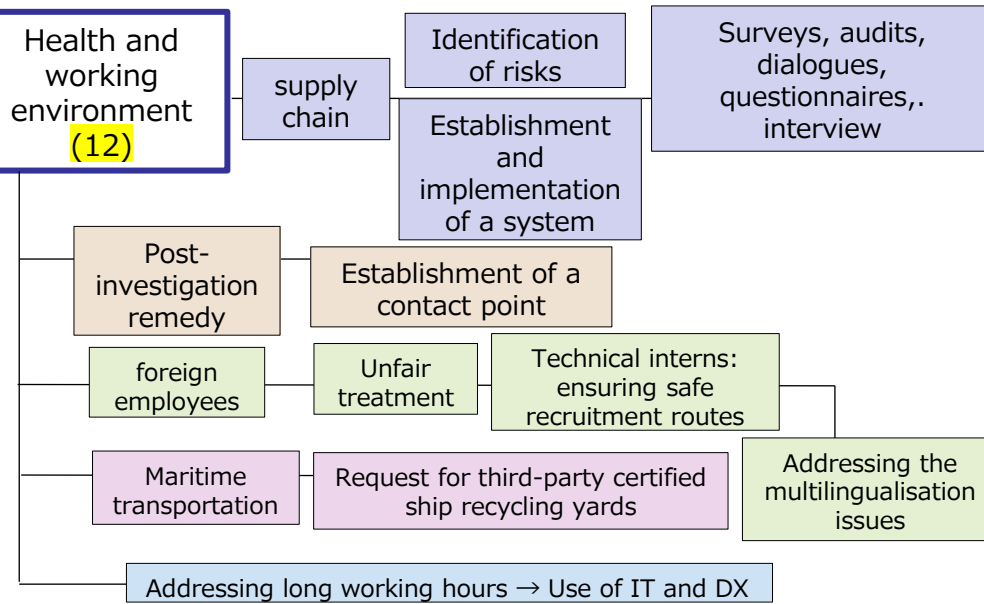 Health and
working
environment
(12)
supply
chain
Identification
of risks
Establishment
and
implementation
of a system
Surveys, audits,
dialogues,
questionnaires,.
interview
Post-
investigation
remedy
Establishment of a
contact point
foreign
employees
Unfair
treatment
Technical interns:
ensuring safe
recruitment routes
Addressing the
multilingualisation
issues
Maritime
transportation
Request for third-party certified
ship recycling yards
Addressing long working hours → Use of IT and DX